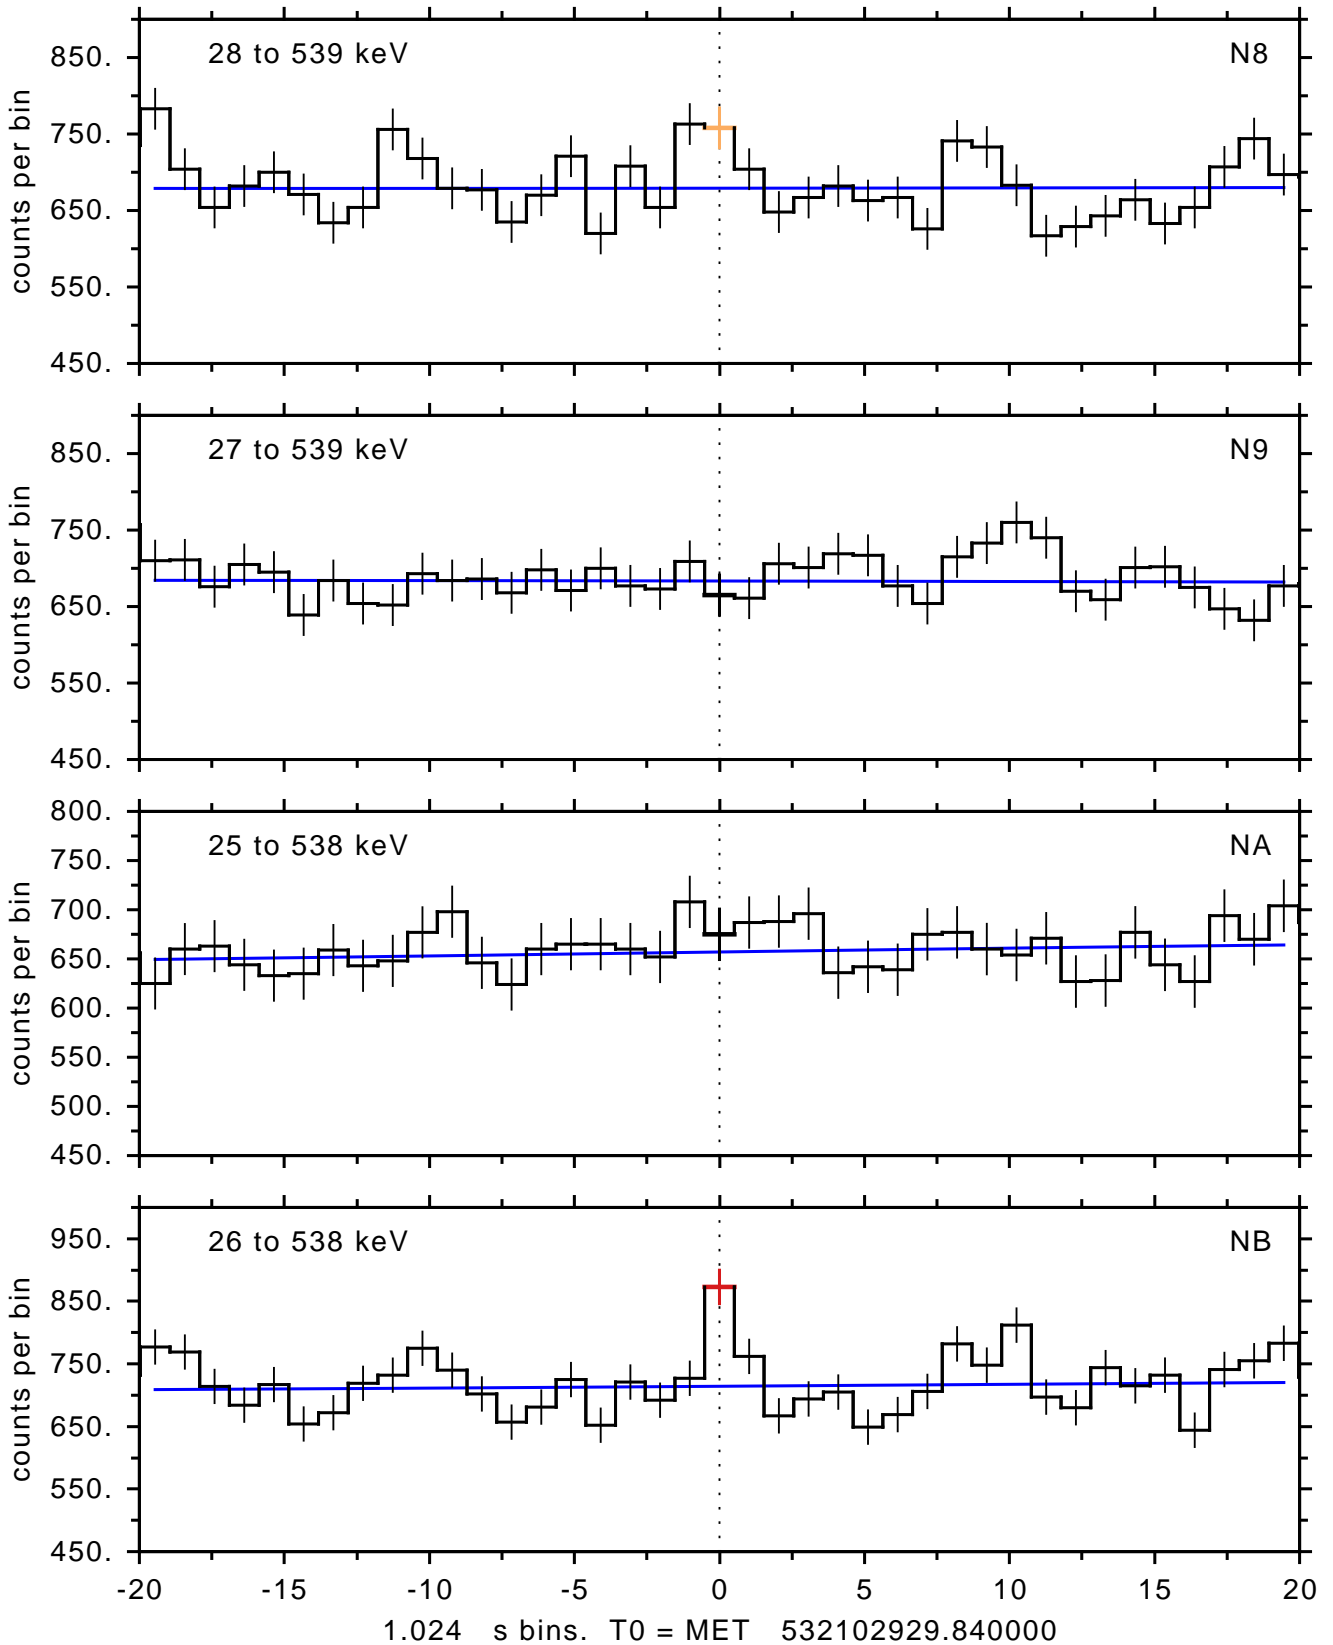 28 to 539 keV N8
counts per bin
850.
750.
650.
550.
450.
27 to 539 keV N9
counts per bin
850.
750.
650.
550.
450.
25 to 538 keV NA
counts per bin
800.
750.
700.
650.
600.
550.
500.
450.
26 to 538 keV NB
counts per bin
950.
850.
750.
650.
550.
450.
-20 -15 -10 -5 0 5 10 15 20
1.024 s bins. T0 = MET 532102929.840000